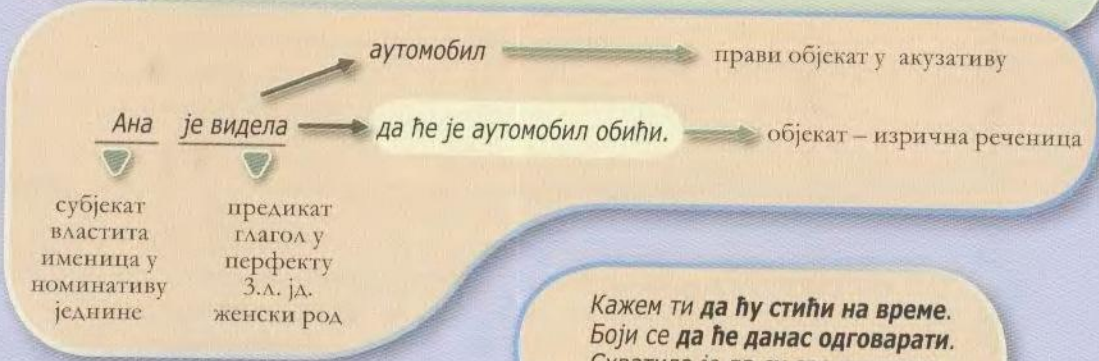 аутомобил прави објекат у акузативу
Ана је видела да ће је аутомобил обићи. објекат – изрична реченица
субјекат
властита
именица у
номинативу
једнине
предикат
глагол у
перфекту
3.л. јд.
женски род
Кажем ти да ћу стићи на време.
Боји се да ће данас одговарати.